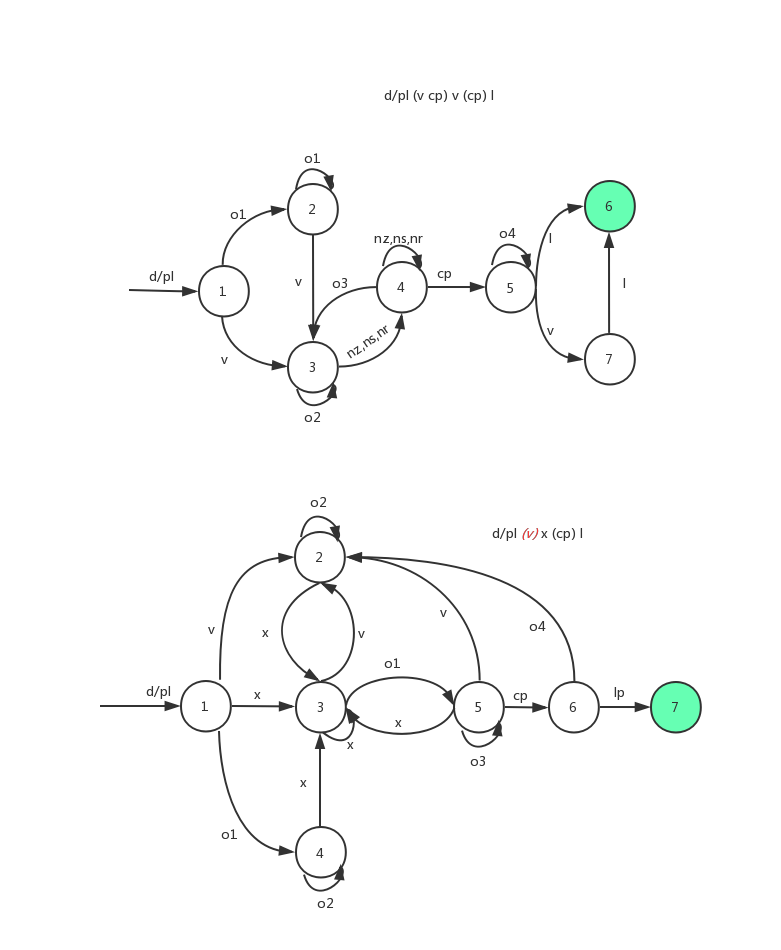 d/pl (v cp) v (cp) l
o1
2
o1
nz,ns,nr
o4
6
l
d/pl
1
v
o3
4
cp
5
l
v
3
nz,ns,nr
v
7
o2
o2
d/pl (v) x (cp) l
2
v
x
v
v
o4
d/pl
1
x
3
o1
x
x
5
cp
6
lp
7
o3
x
o1
4
o2